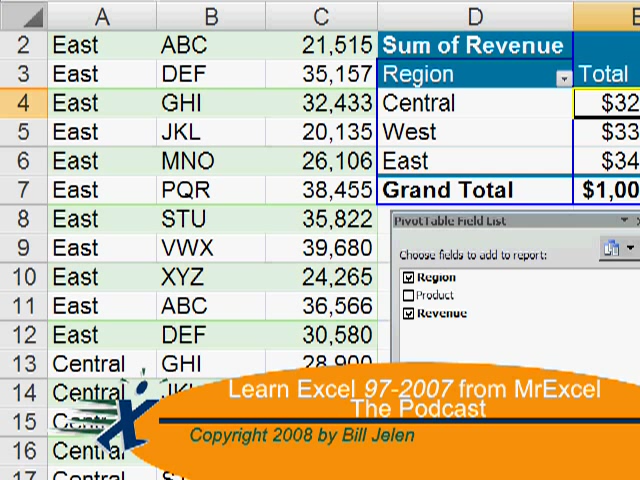 A B C D E
2 East ABC 21,515 Sum of Revenue
3 East DEF 35,157 Region Total
4 East GHI 32,433 Central $32
5 East JKL 20,135 West $33
6 East MNO 26,106 East $34
7 East PQR 38,455 Grand Total $1,00
8 East STU 35,822
PivotTable Field List
9 East VWX 39,680
Choose fields to add to report:
10 East XYZ 24,265
Region
Product
11 East ABC 36,566
Revenue
12 East DEF 30,580
13 Central GHI 28,900
14 Central
Learn Excel 97-2007 from MrExcel
The Podcast
15
Copyright 2008 by Bill Jelen
16
17